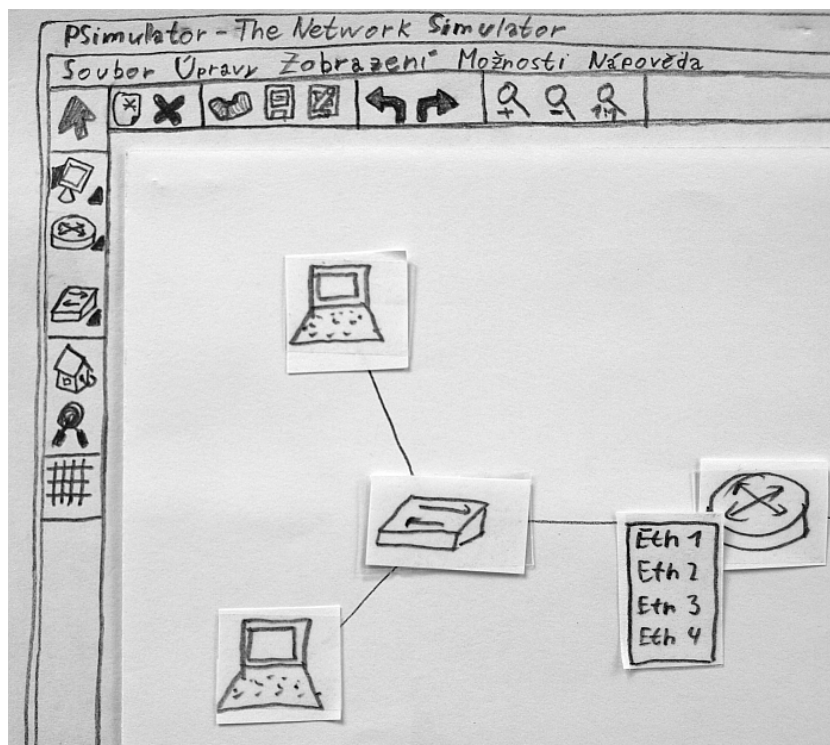 PSimulator - The Network Simulator
Soubor Úpravy Zobrazení Možnosti Nápověda
Eth 1
Eth 2
Eth 3
Eth 4